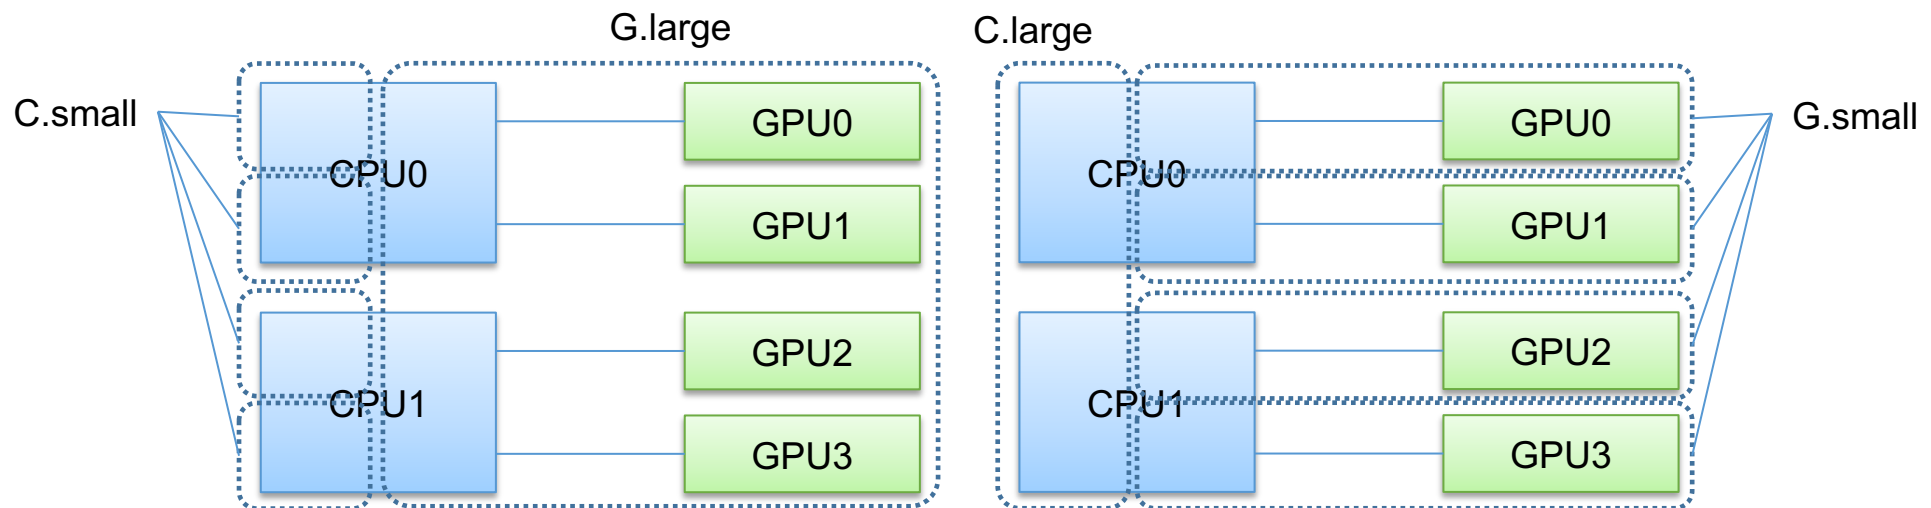 G.large
C.small
CPU0
GPU0
GPU1
CPU1
GPU2
GPU3
C.large
G.small
CPU0
GPU0
GPU1
CPU1
GPU2
GPU3